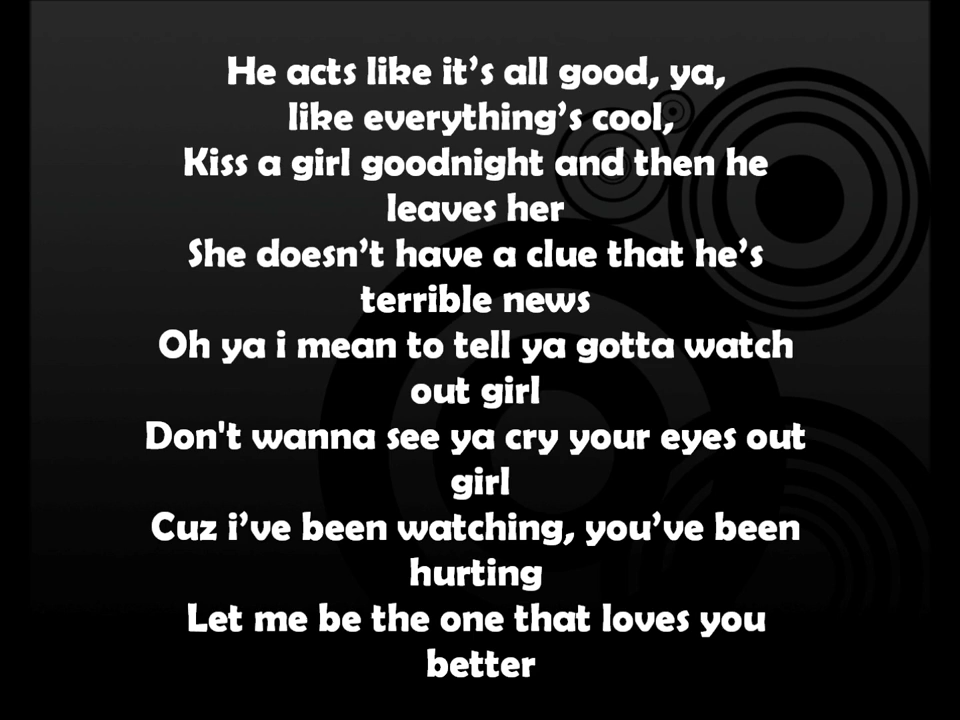 He acts like it’s all good, ya,
like everything’s cool,
Kiss a girl goodnight and then he
leaves her
She doesn’t have a clue that he’s
terrible news
Oh ya i mean to tell ya gotta watch
out girl
Don't wanna see ya cry your eyes out
girl
Cuz i’ve been watching, you’ve been
hurting
Let me be the one that loves you
better